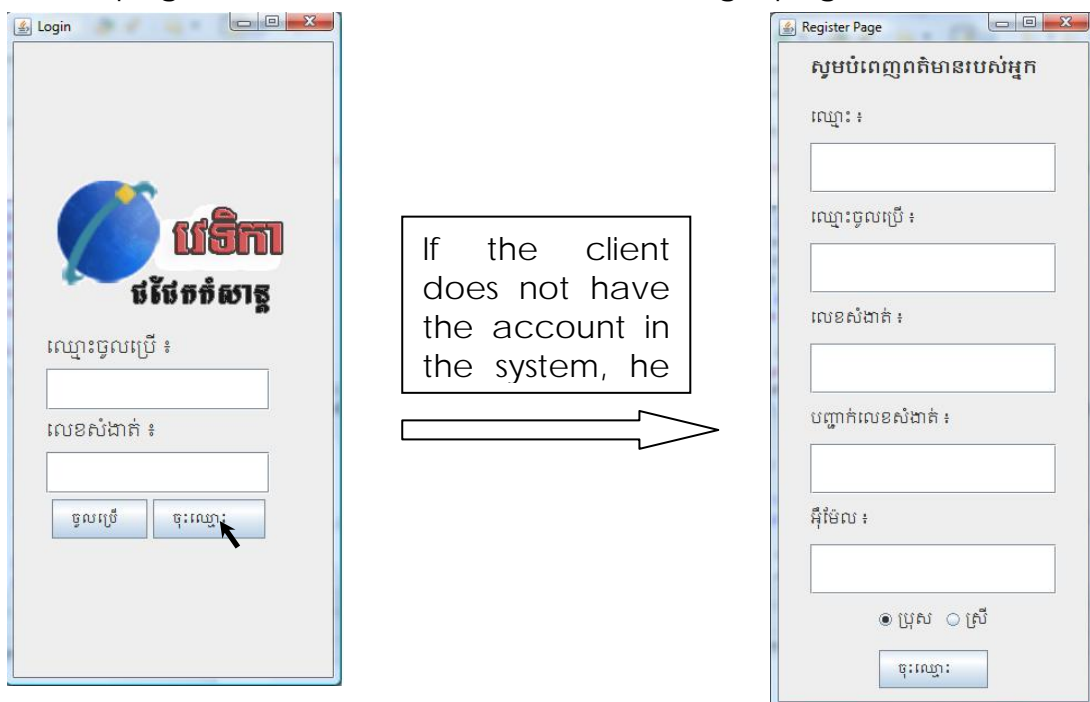 Login
វេទិកា
ជជែកកំសាន្ត
ឈ្មោះចូលប្រើ ៖
លេខសំងាត់ ៖
ចូលប្រើ
ចុះឈ្មោះ
If the client
does not have
the account in
the system, he
Register Page
សូមបំពេញពត៌មានរបស់អ្នក
ឈ្មោះ ៖
ឈ្មោះចូលប្រើ ៖
លេខសំងាត់ ៖
បញ្ជាក់លេខសំងាត់ ៖
អ៊ីម៉ែល ៖
ប្រុស ស្រី
ចុះឈ្មោះ